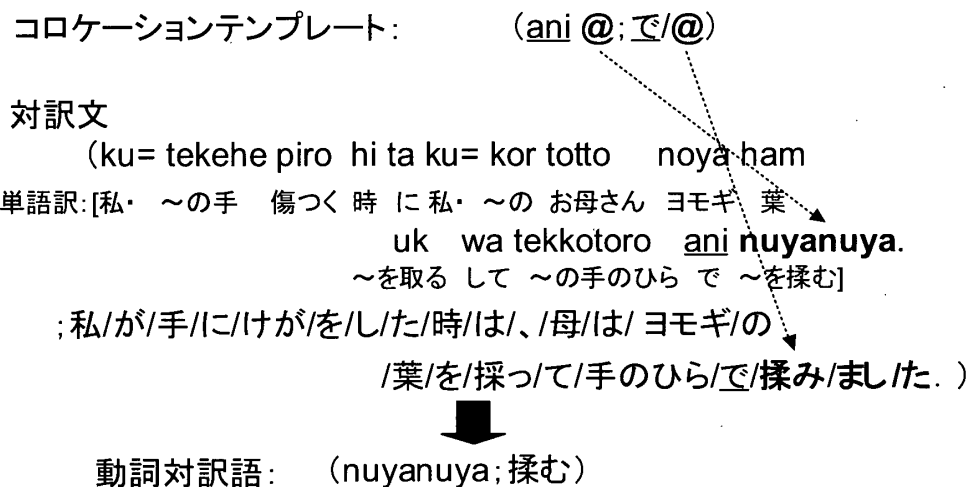 コロケーションテンプレート: (ani @;で/@)
対訳文
(ku= tekehe piro hi ta ku= kor totto noya ham
単語訳:[私・ ～の手 傷つく 時 に 私・ ～の お母さん ヨモギ 葉
uk wa tekkotoro ani nuyanuya.
～を取る して ～の手のひら で ～を揉む]
;私/が/手/に/けが/を/し/た/時/は/、/母/は/ ヨモギ/の
/葉/を/採っ/て/手のひら/で/揉み/まし/た. )
動詞対訳語: (nuyanuya;揉む)